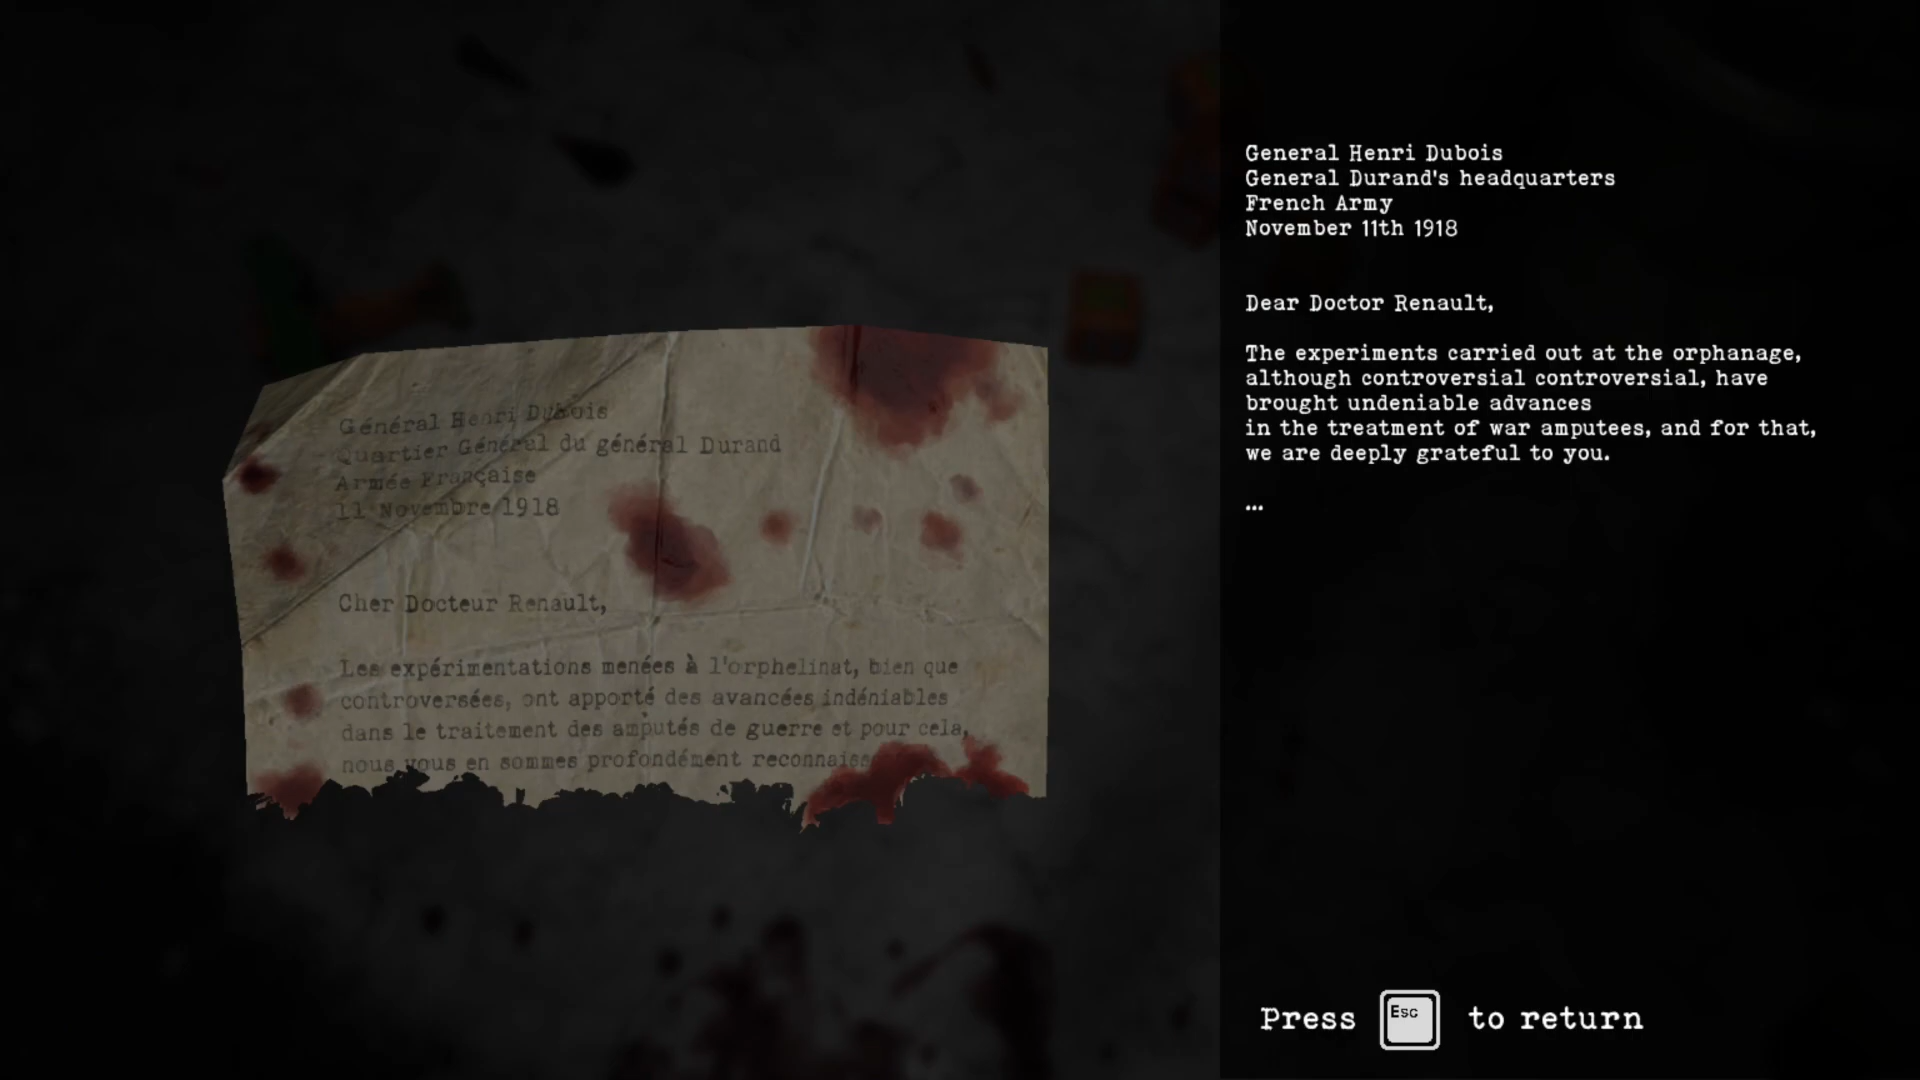 Général Henri Dubois
Quartier Général du général Durand
Armée Française
11 Novembre 1918
Cher Docteur Renault,
Les expérimentations menées à l'orphelinat, bien que
controversées, ont apporté des avancées indéniables
dans le traitement des amputés de guerre et pour cela,
nous vous en sommes profondément reconnaiss
General Henri Dubois
General Durand's headquarters
French Army
November 11th 1918
Dear Doctor Renault,
The experiments carried out at the orphanage,
although controversial controversial, have
brought undeniable advances
in the treatment of war amputees, and for that,
we are deeply grateful to you.
...
Press Esc to return